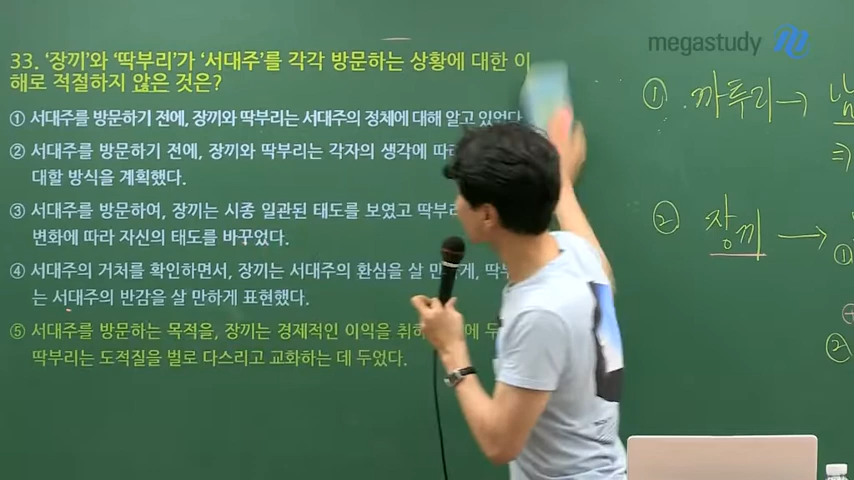 megastudy
33. ‘장끼’와 ‘딱부리’가 ‘서대주’를 각각 방문하는 상황에 대한 이
해로 적절하지 않은 것은?
① 서대주를 방문하기 전에, 장끼와 딱부리는 서대주의 정체에 대해 알고 있었다.
② 서대주를 방문하기 전에, 장끼와 딱부리는 각자의 생각에 따라
대할 방식을 계획했다.
③ 서대주를 방문하여, 장끼는 시종 일관된 태도를 보였고 딱부리
변화에 따라 자신의 태도를 바꾸었다.
④ 서대주의 거처를 확인하면서, 장끼는 서대주의 환심을 살 만하게, 딱부
는 서대주의 반감을 살 만하게 표현했다.
⑤ 서대주를 방문하는 목적을, 장끼는 경제적인 이익을 취하 에 두
딱부리는 도적질을 벌로 다스리고 교화하는 데 두었다.
① 까투리→
⇒
② 장끼 →
①
②